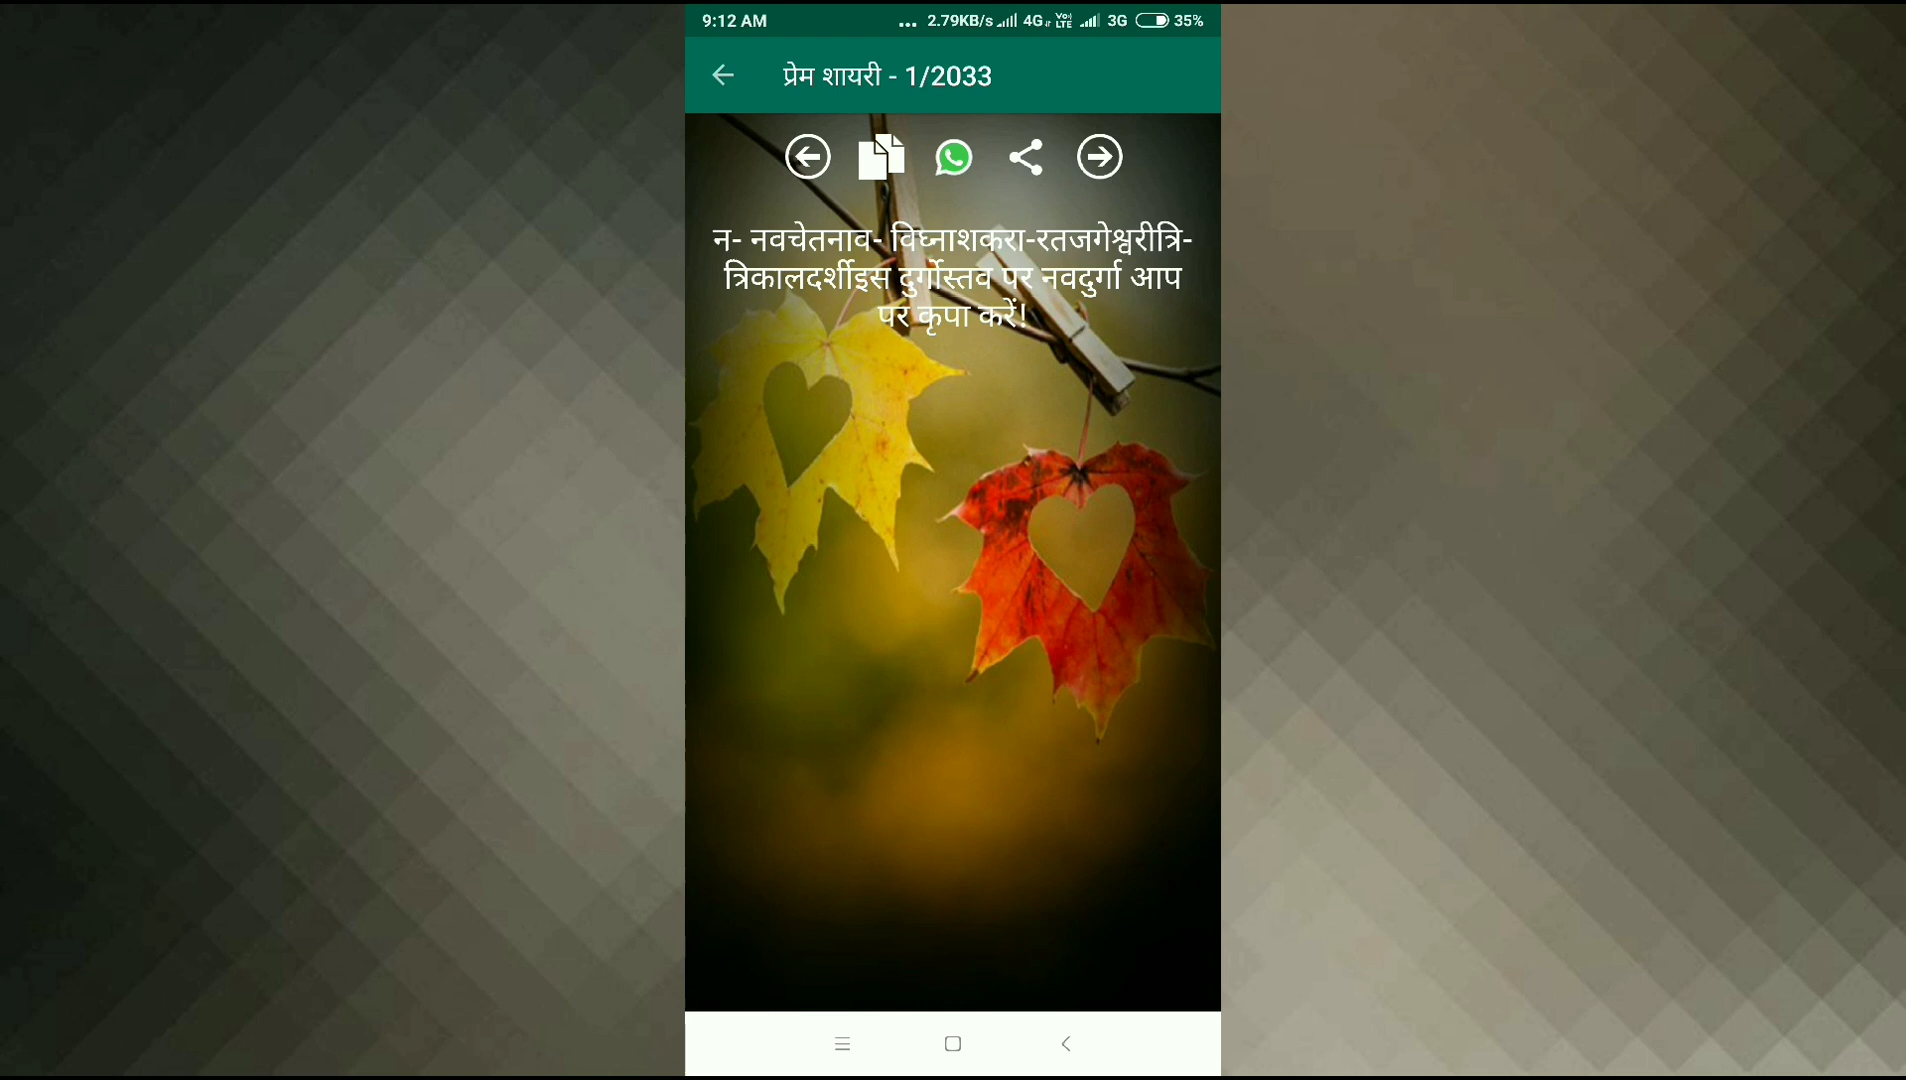 9:12 AM ... 2.79KB/s 4G VoLTE 3G 35%
प्रेम शायरी - 1/2033
न- नवचेतनाव- विघ्नाशकरा-रतजगेश्वरीत्रि-
त्रिकालदर्शीइस दुर्गोस्तव पर नवदुर्गा आप
पर कृपा करें!